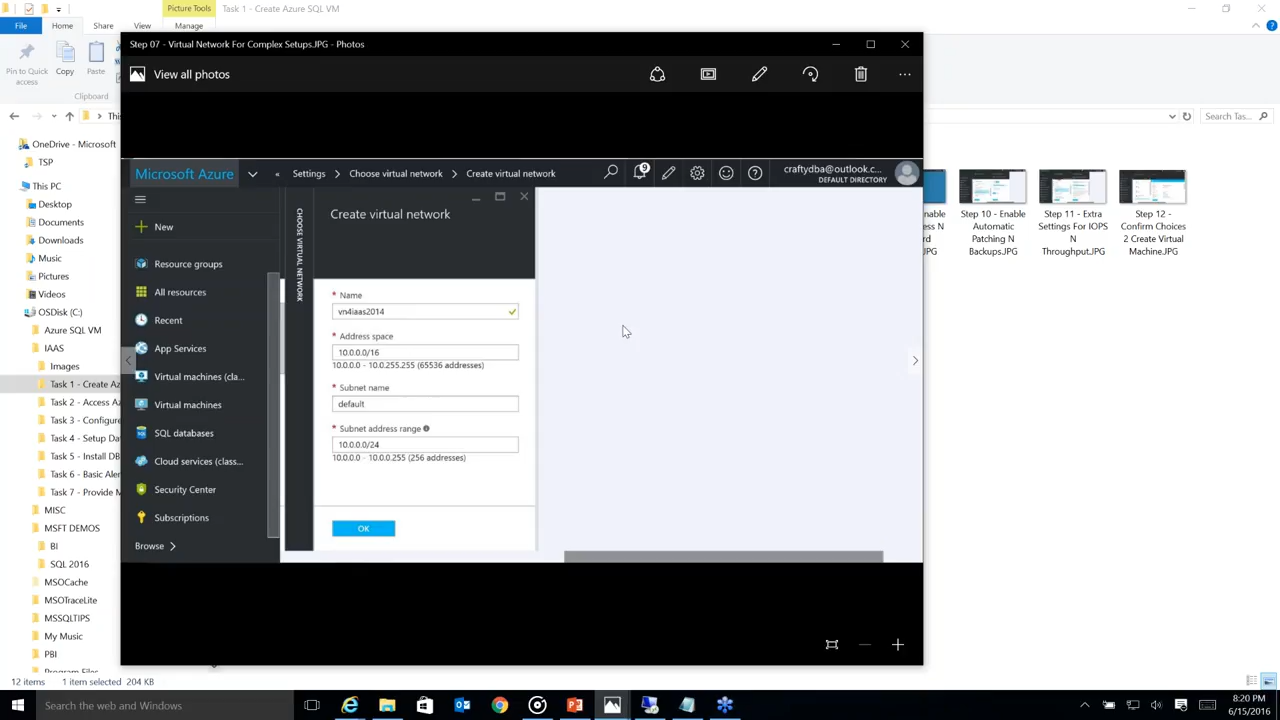 Picture Tools
Task 1 - Create Azure SQL VM
File
Home
Share
View
Manage
Pin to Quick
access
Copy
Paste
Clipboard
Search Tas...
OneDrive - Microsoft
TSP
This PC
Desktop
Documents
Downloads
Music
Pictures
Videos
OSDisk (C:)
Azure SQL VM
IAAS
Images
Task 1 - Create Az
Task 2 - Access Az
Task 3 - Configure
Task 4 - Setup Da
Task 5 - Install DB
Task 6 - Basic Aler
Task 7 - Provide M
MISC
MSFT DEMOS
BI
SQL 2016
MSOCache
MSOTraceLite
MSSQLTIPS
My Music
PBI
Program Files
12 items
1 item selected 204 KB
Step 07 - Virtual Network For Complex Setups.JPG - Photos
View all photos
Microsoft Azure
Settings
Choose virtual network
Create virtual network
9
craftydba@outlook.c...
DEFAULT DIRECTORY
New
Resource groups
All resources
Recent
App Services
Virtual machines (cla...
Virtual machines
SQL databases
Cloud services (class...
Security Center
Subscriptions
Browse
CHOOSE VIRTUAL NETWORK
Create virtual network
* Name
vn4iaas2014
* Address space
10.0.0.0/16
10.0.0.0 - 10.0.255.255 (65536 addresses)
* Subnet name
default
* Subnet address range
10.0.0.0/24
10.0.0.0 - 10.0.0.255 (256 addresses)
OK
nable
ess N
rd
.JPG
Step 10 - Enable
Automatic
Patching N
Backups.JPG
Step 11 - Extra
Settings For IOPS
N
Throughput.JPG
Step 12 -
Confirm Choices
2 Create Virtual
Machine.JPG
Search the web and Windows
8:20 PM
6/15/2016